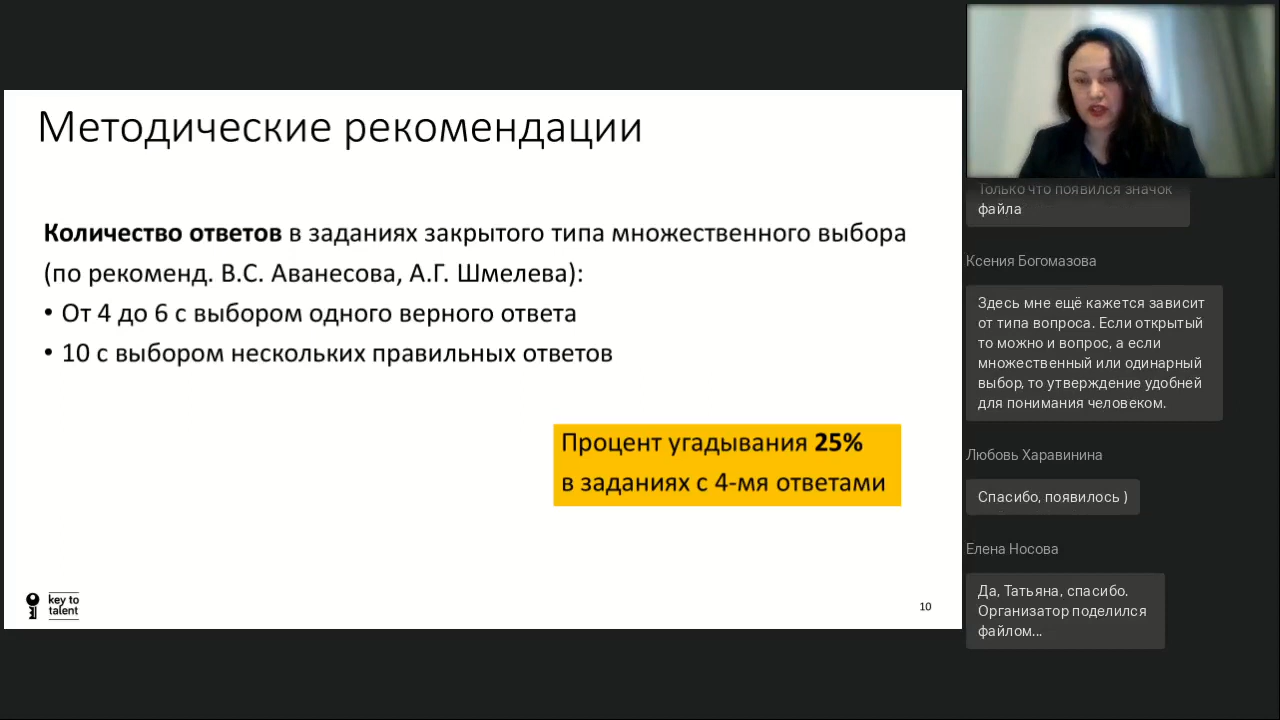 Методические рекомендации
Количество ответов в заданиях закрытого типа множественного выбора
(по рекоменд. В.С. Аванесова, А.Г. Шмелева):
• От 4 до 6 с выбором одного верного ответа
• 10 с выбором нескольких правильных ответов
Процент угадывания 25%
в заданиях с 4-мя ответами
key to
talent
10
Только что появился значок
файла
Ксения Богомазова
Здесь мне ещё кажется зависит
от типа вопроса. Если открытый
то можно и вопрос, а если
множественный или одинарный
выбор, то утверждение удобней
для понимания человеком.
Любовь Харавинина
Спасибо, появилось )
Елена Носова
Да, Татьяна, спасибо.
Организатор поделился
файлом...